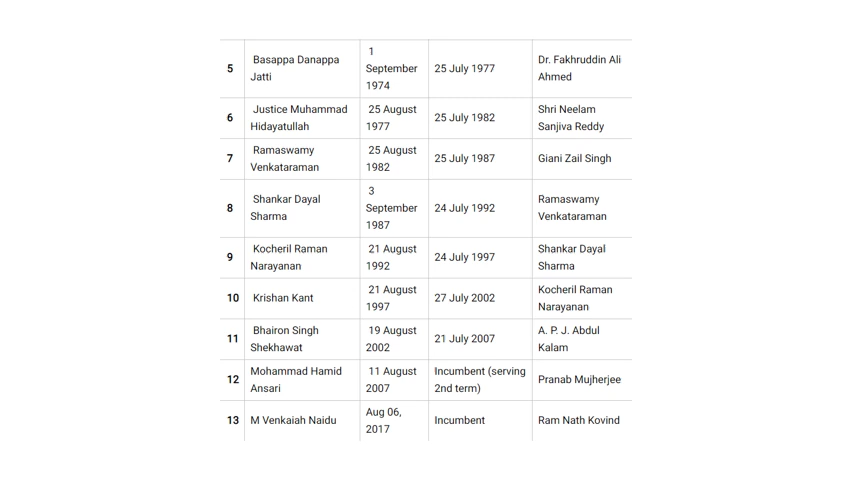 5 Basappa Danappa Jatti 1 September 1974 25 July 1977 Dr. Fakhruddin Ali Ahmed
6 Justice Muhammad Hidayatullah 25 August 1977 25 July 1982 Shri Neelam Sanjiva Reddy
7 Ramaswamy Venkataraman 25 August 1982 25 July 1987 Giani Zail Singh
8 Shankar Dayal Sharma 3 September 1987 24 July 1992 Ramaswamy Venkataraman
9 Kocheril Raman Narayanan 21 August 1992 24 July 1997 Shankar Dayal Sharma
10 Krishan Kant 21 August 1997 27 July 2002 Kocheril Raman Narayanan
11 Bhairon Singh Shekhawat 19 August 2002 21 July 2007 A. P. J. Abdul Kalam
12 Mohammad Hamid Ansari 11 August 2007 Incumbent (serving 2nd term) Pranab Mujherjee
13 M Venkaiah Naidu Aug 06, 2017 Incumbent Ram Nath Kovind